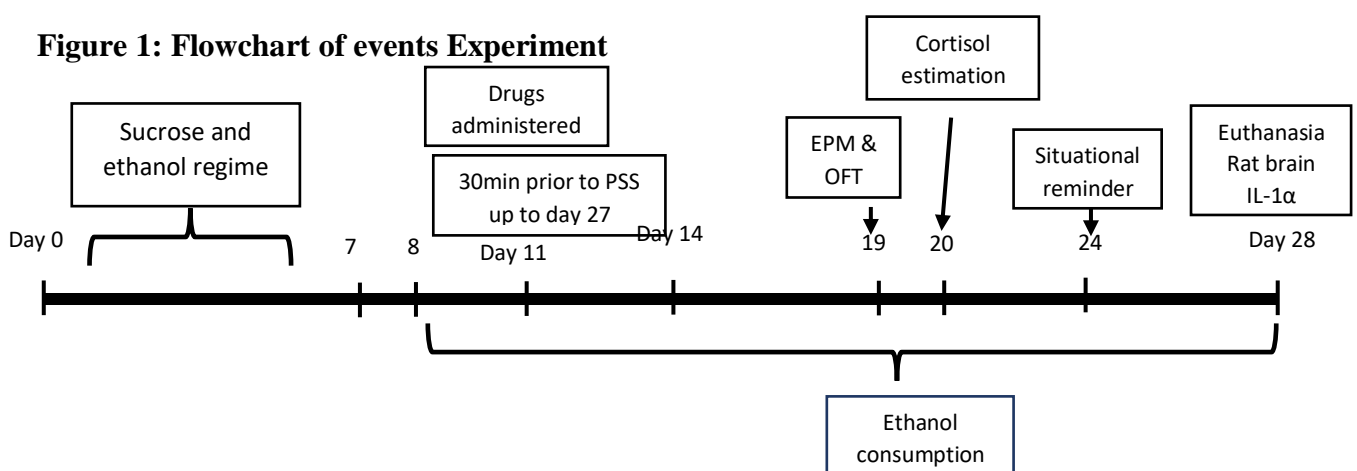 Figure 1: Flowchart of events Experiment
Cortisol
estimation
Drugs
administered
Sucrose and
ethanol regime
EPM &
OFT
Situational
reminder
Euthanasia
Rat brain
IL-1α
30min prior to PSS
up to day 27
Day 0
7
8
Day 11
Day 14
19
20
24
Day 28
Ethanol
consumption